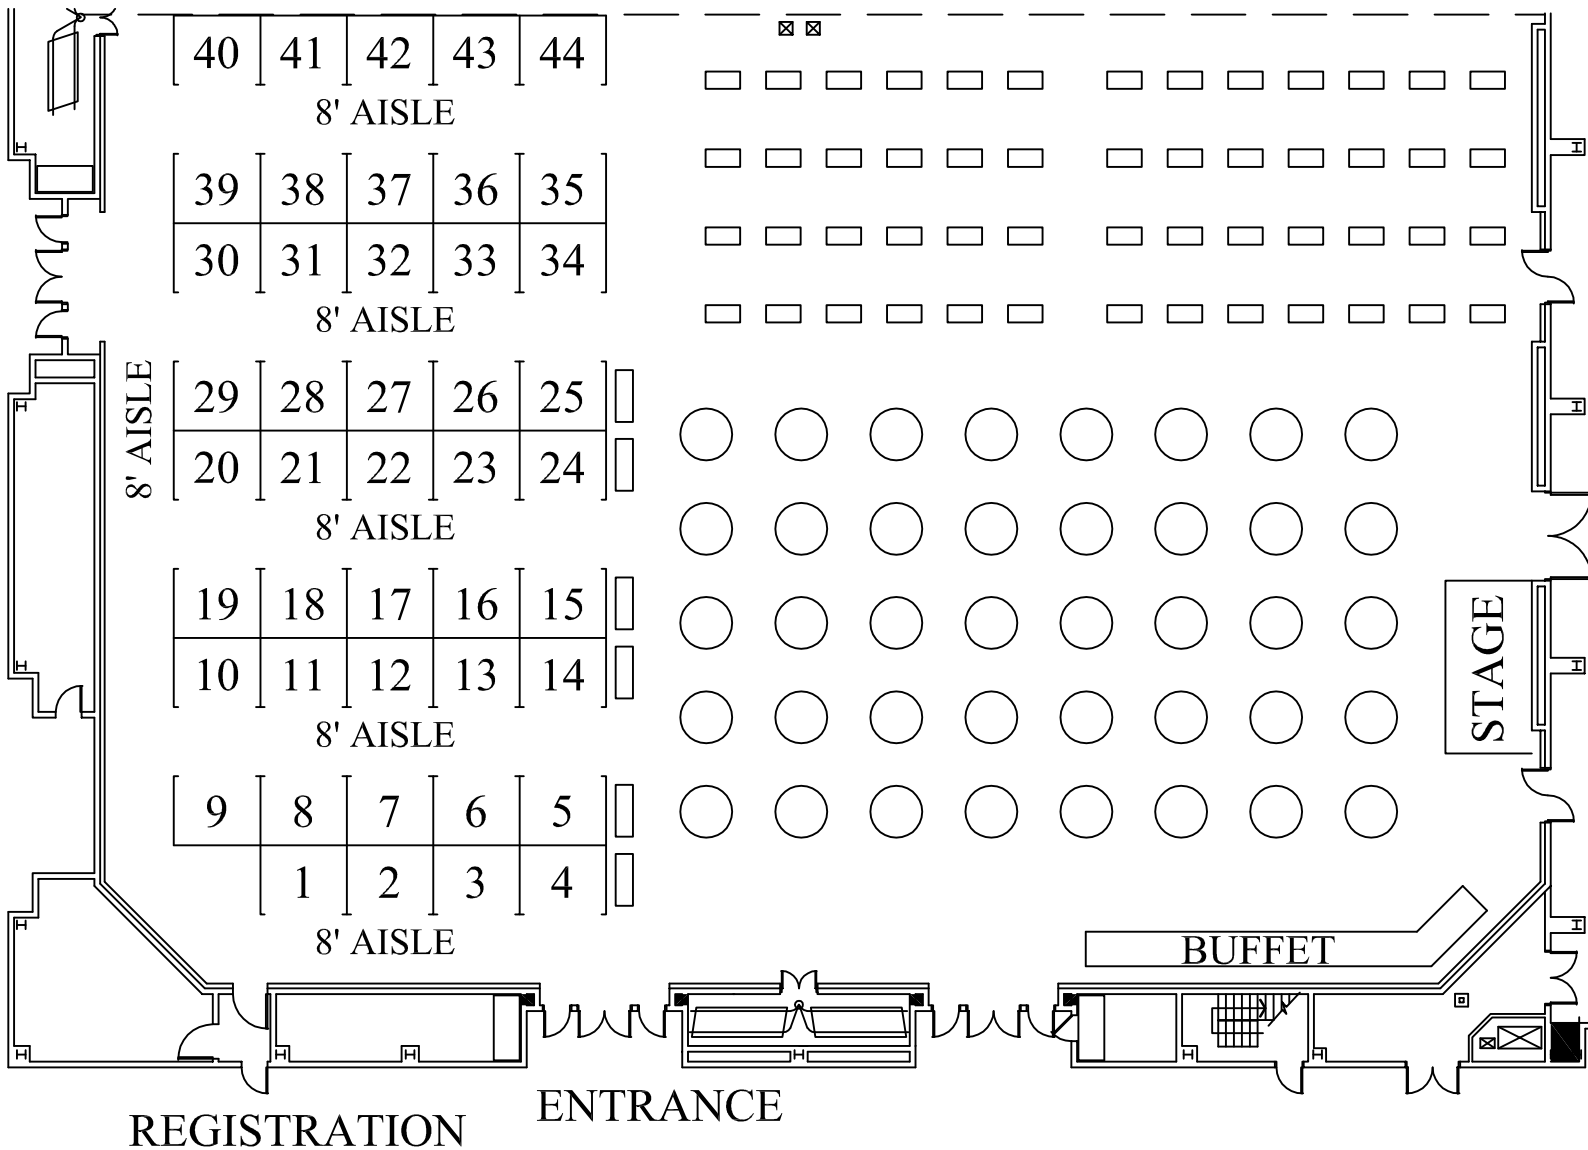 40 41 42 43 44
8' AISLE
39 38 37 36 35
30 31 32 33 34
8' AISLE
8' AISLE
29 28 27 26 25
20 21 22 23 24
8' AISLE
19 18 17 16 15
10 11 12 13 14
8' AISLE
STAGE
9 8 7 6 5
1 2 3 4
8' AISLE
BUFFET
ENTRANCE
REGISTRATION